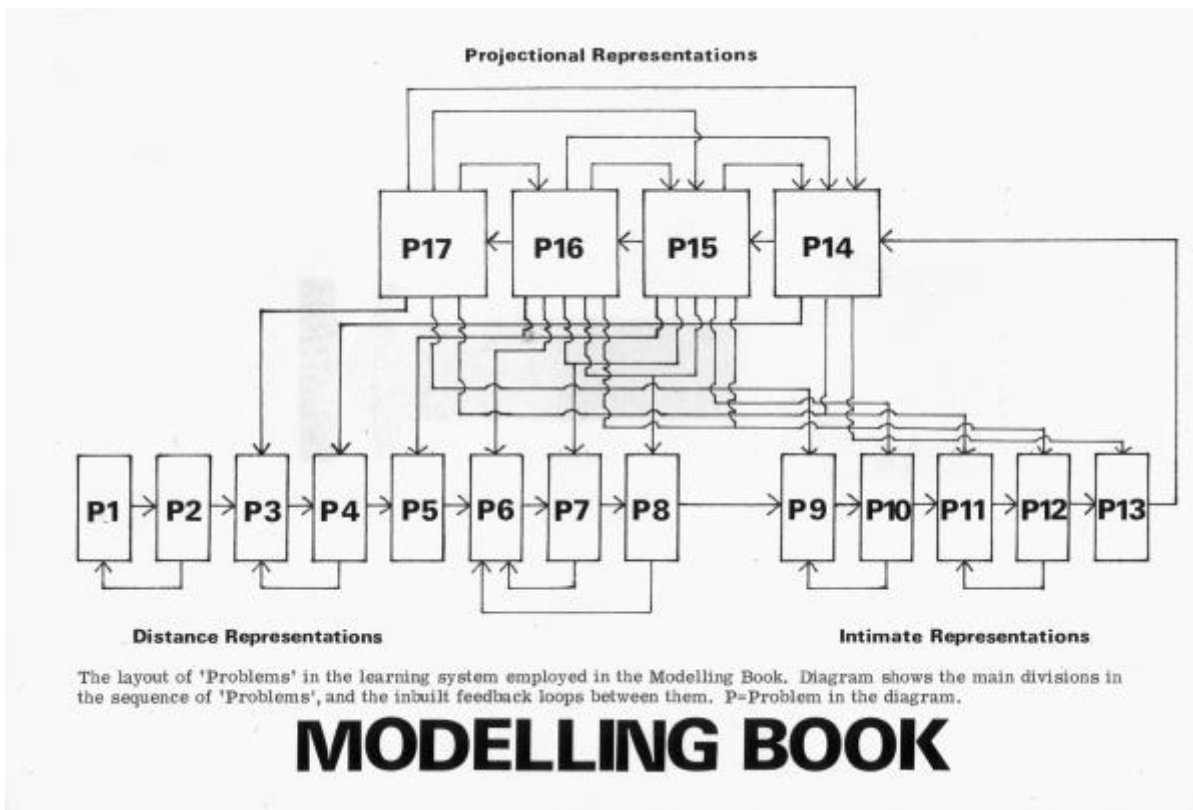 Projectional Representations
P17 P16 P15 P14
P1 P2 P3 P4 P5 P6 P7 P8 P9 P10 P11 P12 P13
Distance Representations Intimate Representations
The layout of 'Problems' in the learning system employed in the Modelling Book. Diagram shows the main divisions in
the sequence of 'Problems', and the inbuilt feedback loops between them. P=Problem in the diagram.
MODELLING BOOK